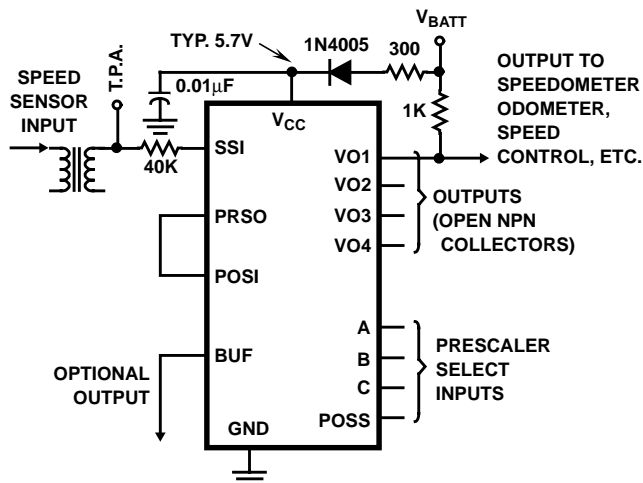 V_BATT
TYP. 5.7V
1N4005
300
T.P.A.
SPEED
SENSOR
INPUT
0.01μF
1K
OUTPUT TO
SPEEDOMETER
ODOMETER,
SPEED
CONTROL, ETC.
V_CC
40K
SSI
VO1
VO2
VO3
VO4
OUTPUTS
(OPEN NPN
COLLECTORS)
PRSO
POSI
BUF
OPTIONAL
OUTPUT
A
B
C
POSS
PRESCALER
SELECT
INPUTS
GND